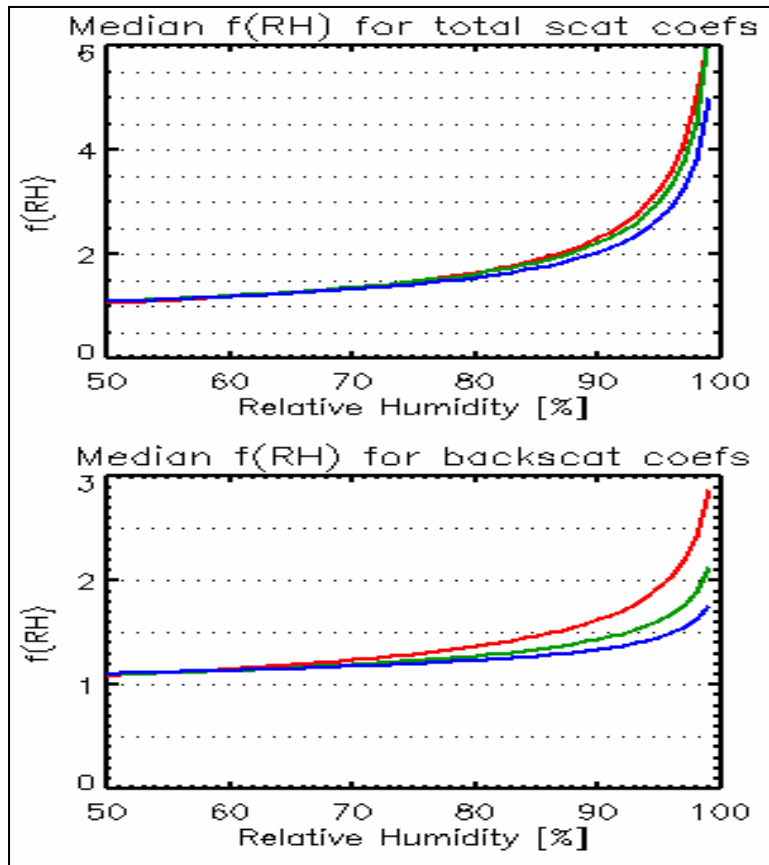 Median f(RH) for total scat coefs
6
4
2
0
f(RH)
50 60 70 80 90 100
Relative Humidity [%]
Median f(RH) for backscat coefs
3
2
1
0
f(RH)
50 60 70 80 90 100
Relative Humidity [%]